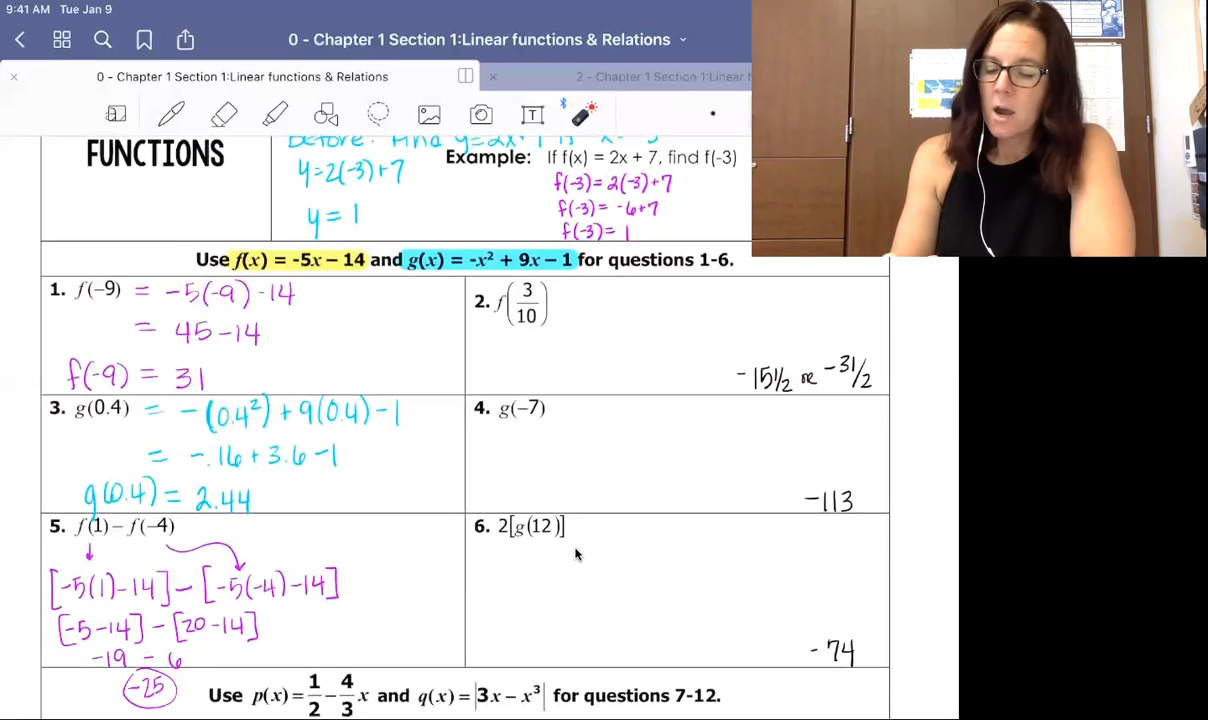 9:41 AM Tue Jan 9
0 - Chapter 1 Section 1:Linear functions & Relations
0 - Chapter 1 Section 1:Linear functions & Relations
2 - Chapter 1 Section 1:Linear functions & Relations
FUNCTIONS
y=2(-3)+7
y = 1
Example: If f(x) = 2x + 7, find f(-3)
f(-3) = 2(-3)+7
f(-3) = -6+7
f(-3) = 1
Use f(x) = -5x – 14 and g(x) = -x² + 9x – 1 for questions 1-6.
1. f(–9) = -5(-9) -14
= 45 -14
f(-9) = 31
2. f(3/10)
- 15 1/2 or -31/2
3. g(0.4) = -(0.4²) + 9(0.4) -1
= -.16 + 3.6 -1
g(0.4) = 2.44
4. g(–7)
-113
5. f(1) – f(–4)
[-5(1) -14] - [-5(-4) -14]
[-5 -14] - [20 -14]
-19 - 6
-25
6. 2[g(12)]
-74
Use p(x) = 1/2 – 4/3 x and q(x) = |3x – x³| for questions 7-12.